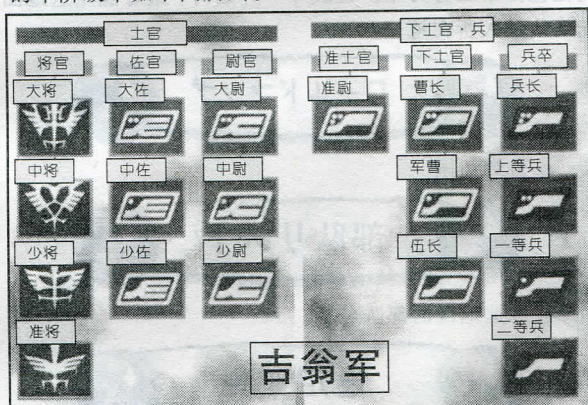 士官 下士官·兵
将官 佐官 尉官 准士官 下士官 兵卒
大将 大佐 大尉 准尉 曹长 兵长
中将 中佐 中尉 军曹 上等兵
少将 少佐 少尉 伍长 一等兵
准将 二等兵
吉翁军